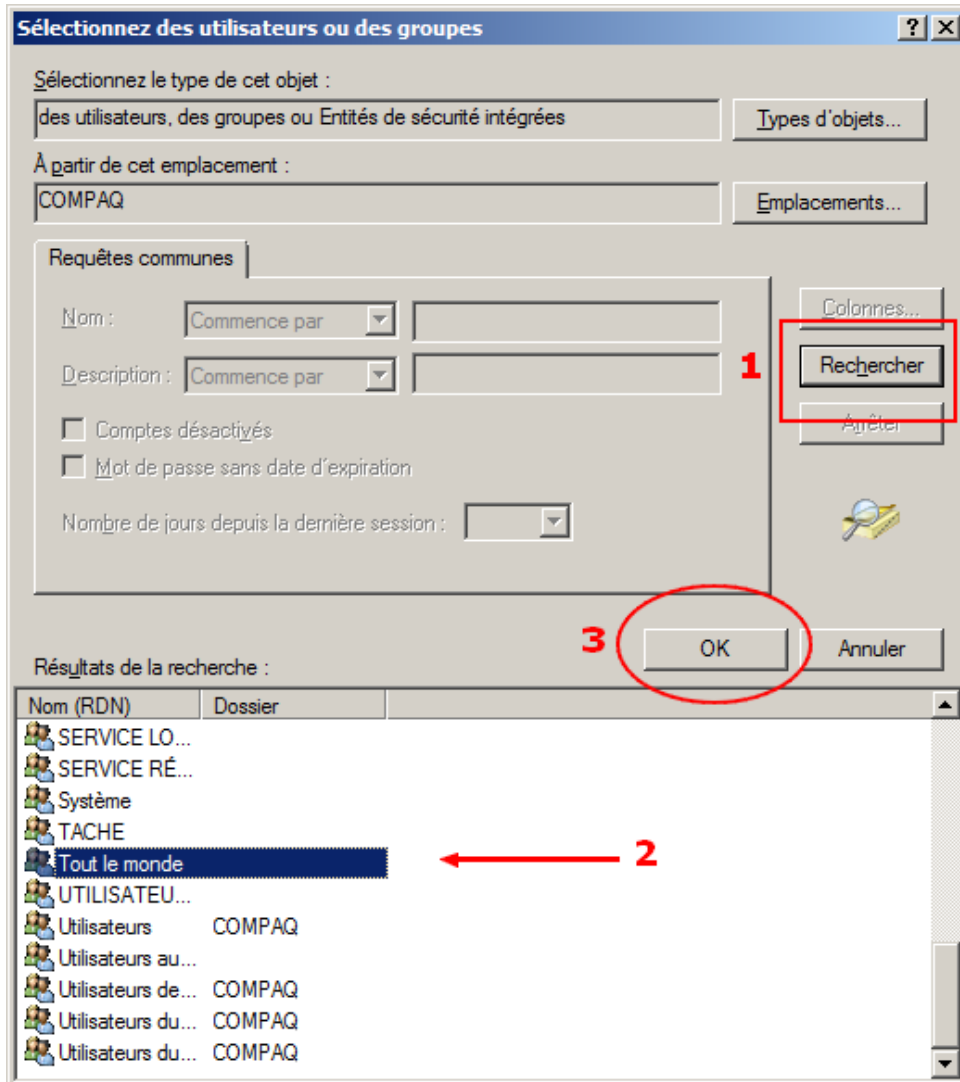 Sélectionnez des utilisateurs ou des groupes
Sélectionnez le type de cet objet :
des utilisateurs, des groupes ou Entités de sécurité intégrées
Types d'objets...
À partir de cet emplacement :
COMPAQ
Emplacements...
Requêtes communes
Nom :
Commence par
Colonnes...
Description :
Commence par
1
Rechercher
Comptes désactivés
Arrêter
Mot de passe sans date d'expiration
Nombre de jours depuis la dernière session :
3
OK
Annuler
Résultats de la recherche :
Nom (RDN) Dossier
SERVICE LO...
SERVICE RÉ...
Système
TACHE
Tout le monde
2
UTILISATEU...
Utilisateurs COMPAQ
Utilisateurs au...
Utilisateurs de... COMPAQ
Utilisateurs du... COMPAQ
Utilisateurs du... COMPAQ